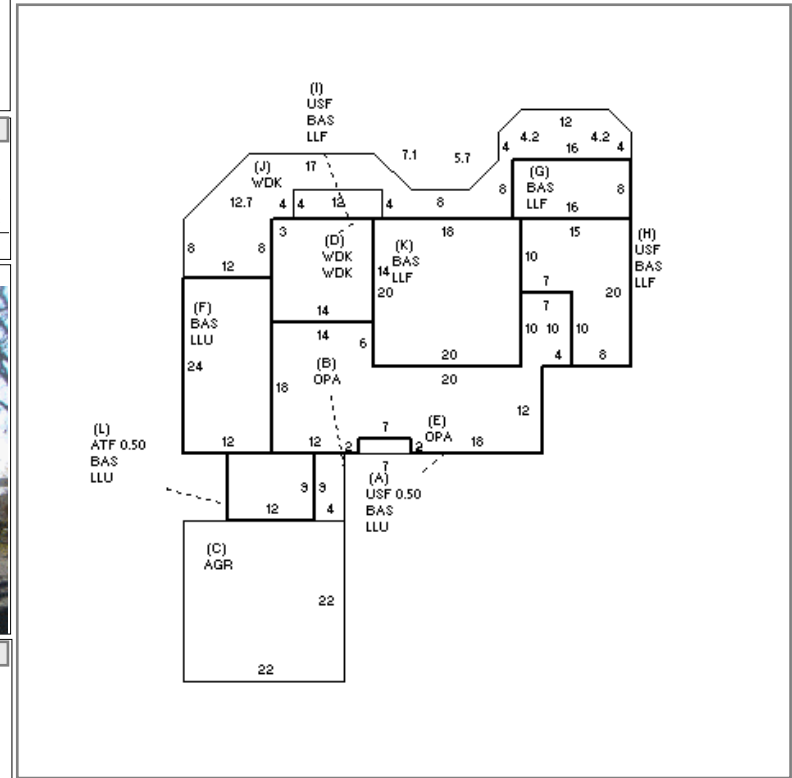 (I)
USF
BAS
LLF
12
4.2
4.2
4
16
4
7.1
5.7
(J)
WDK
17
(G)
BAS
LLF
8
8
12.7
4
4
12
4
8
16
3
(D)
WDK
WDK
18
(K)
BAS
LLF
15
(H)
USF
BAS
LLF
8
8
10
14
12
7
20
20
(F)
BAS
LLU
14
7
14
10
10
10
6
24
(B)
OPA
20
4
8
18
20
12
(L)
ATF 0.50
BAS
LLU
7
(E)
OPA
12
12
2
2
18
7
(A)
USF 0.50
BAS
LLU
9
9
12
4
(C)
AGR
22
22